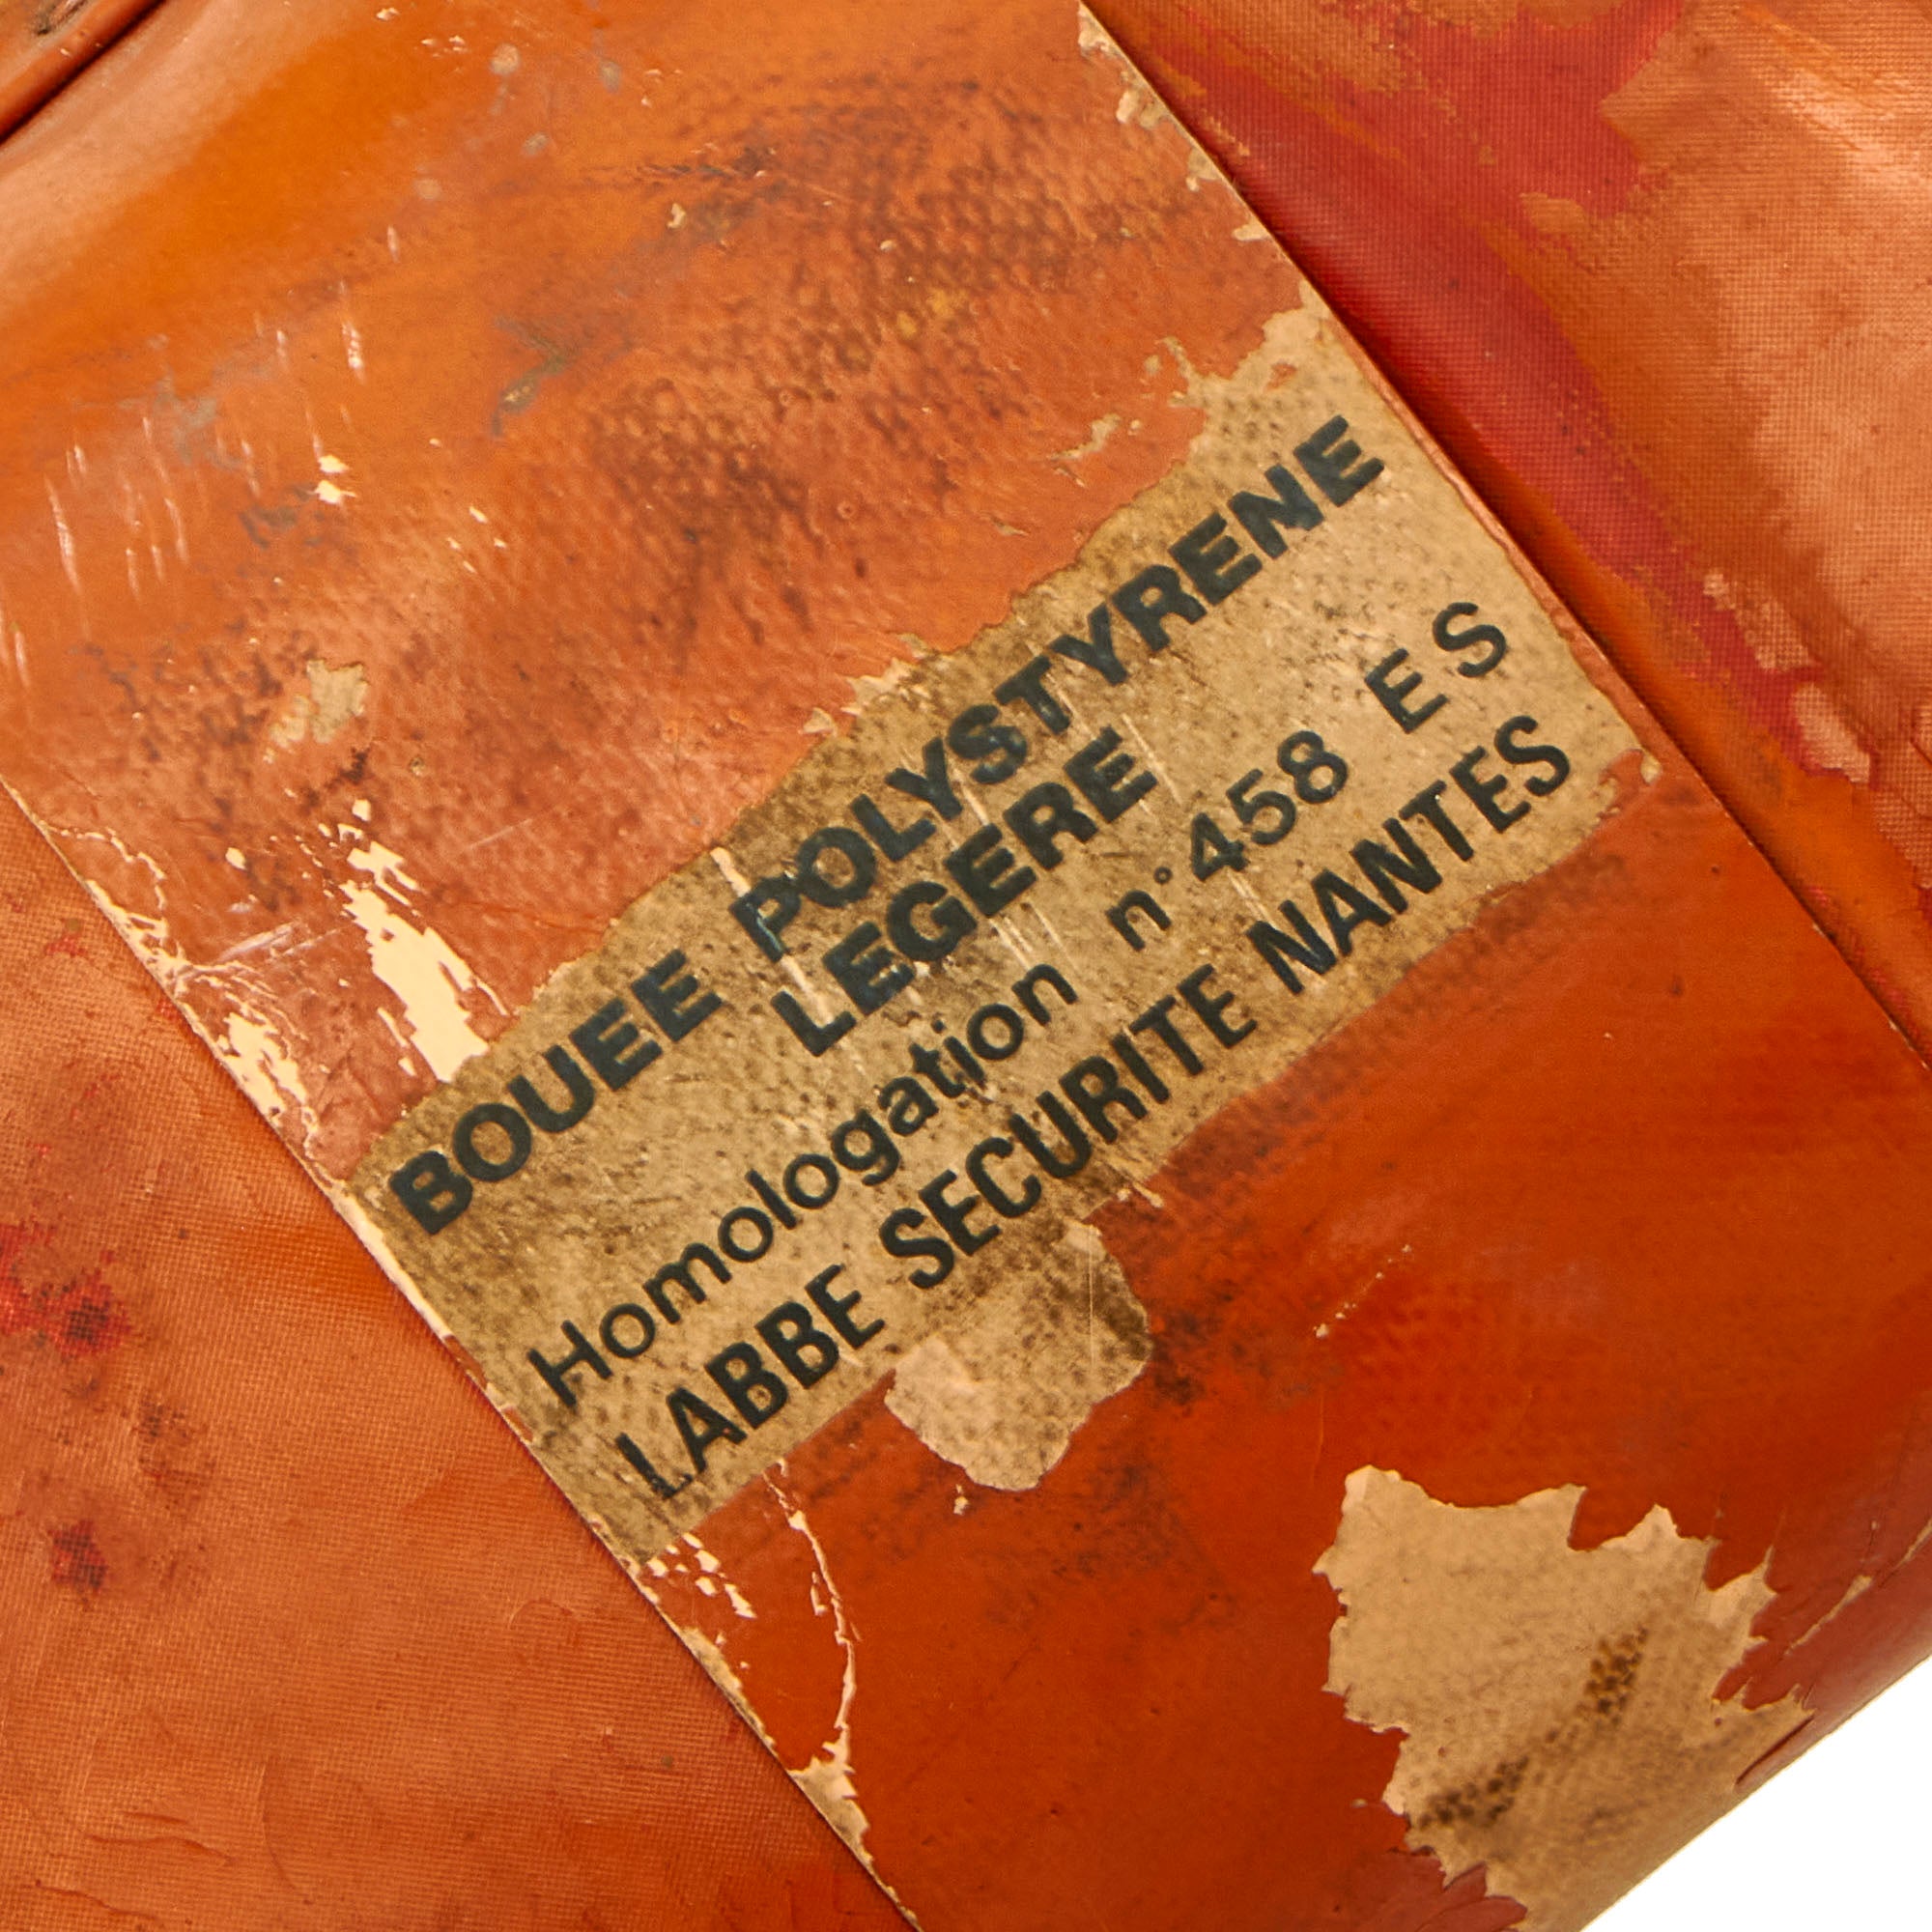 BOUEE POLYSTYRENE
LEGERE
Homologation n°458 ES
LABBE SECURITE NANTES